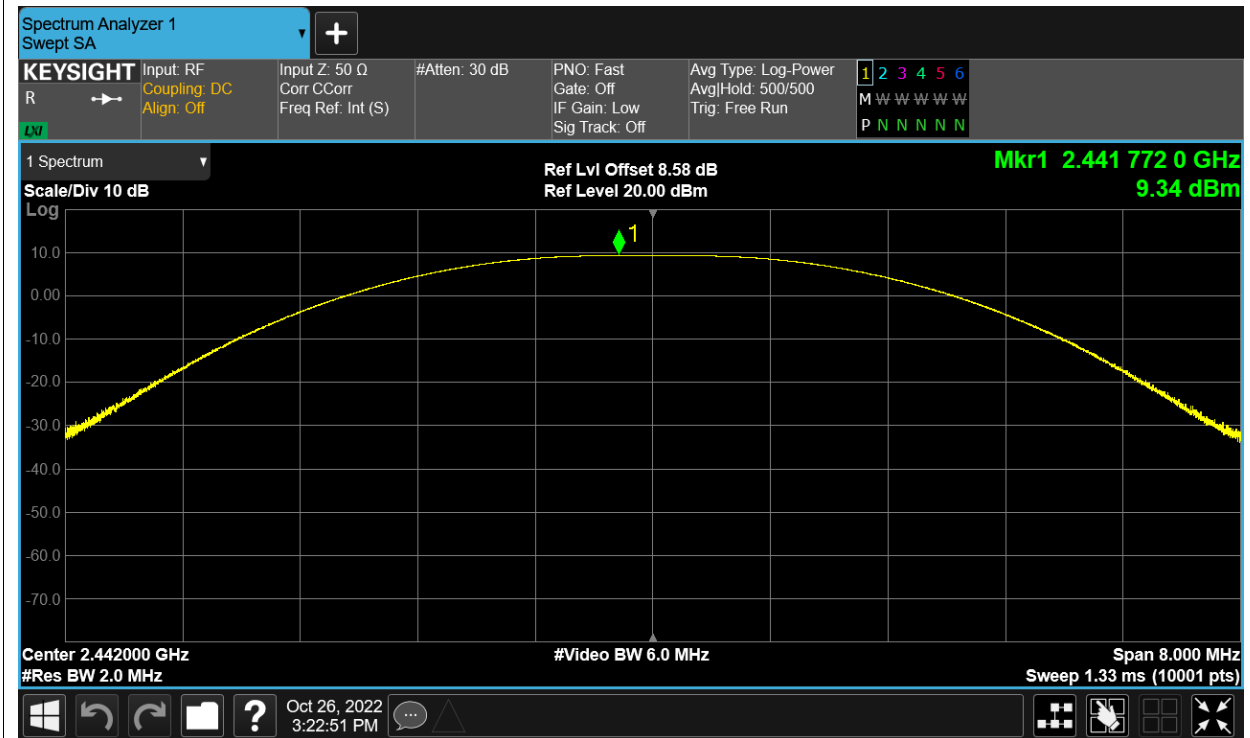 Spectrum Analyzer 1
Swept SA
KEYSIGHT
R
LXI
Input: RF
Coupling: DC
Align: Off
Input Z: 50 Ω
Corr CCorr
Freq Ref: Int (S)
#Atten: 30 dB
PNO: Fast
Gate: Off
IF Gain: Low
Sig Track: Off
Avg Type: Log-Power
Avg|Hold: 500/500
Trig: Free Run
1 2 3 4 5 6
M W W W W W
P N N N N N
1 Spectrum
Scale/Div 10 dB
Log
Ref Lvl Offset 8.58 dB
Ref Level 20.00 dBm
Mkr1 2.441 772 0 GHz
9.34 dBm
1
10.0
0.00
-10.0
-20.0
-30.0
-40.0
-50.0
-60.0
-70.0
Center 2.442000 GHz
#Res BW 2.0 MHz
#Video BW 6.0 MHz
Span 8.000 MHz
Sweep 1.33 ms (10001 pts)
?
Oct 26, 2022
3:22:51 PM